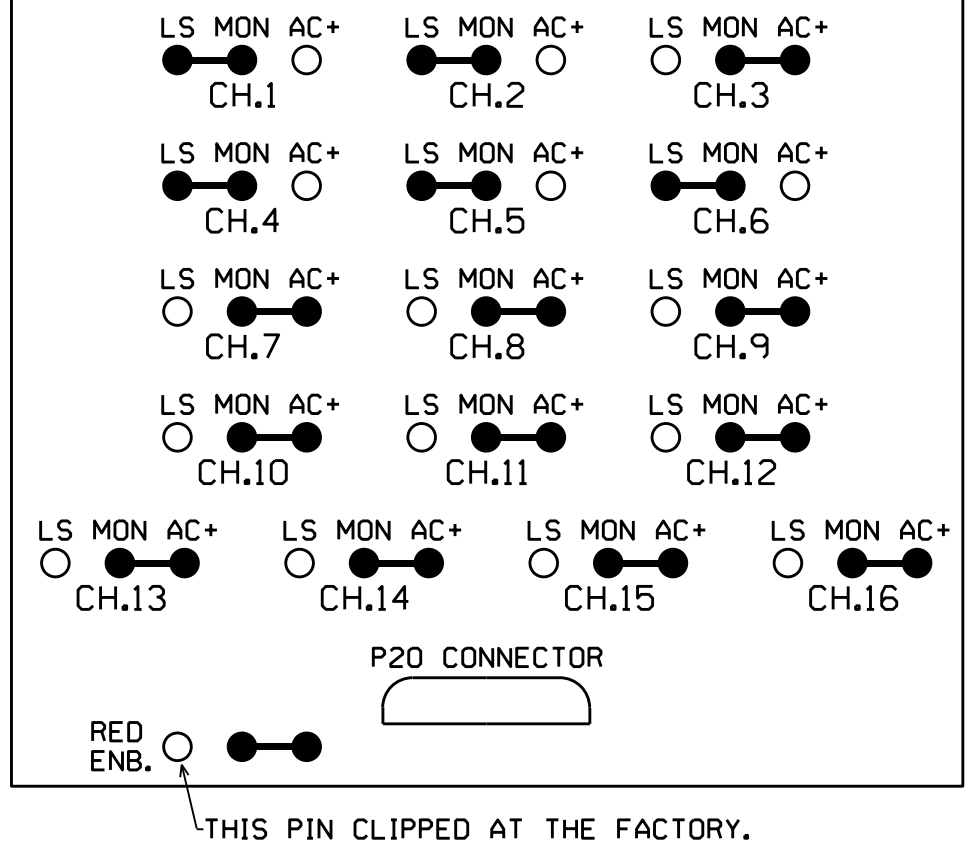 LS MON AC+ LS MON AC+ LS MON AC+
CH.1 CH.2 CH.3
LS MON AC+ LS MON AC+ LS MON AC+
CH.4 CH.5 CH.6
LS MON AC+ LS MON AC+ LS MON AC+
CH.7 CH.8 CH.9
LS MON AC+ LS MON AC+ LS MON AC+
CH.10 CH.11 CH.12
LS MON AC+ LS MON AC+ LS MON AC+ LS MON AC+
CH.13 CH.14 CH.15 CH.16
P20 CONNECTOR
RED
ENB.
THIS PIN CLIPPED AT THE FACTORY.